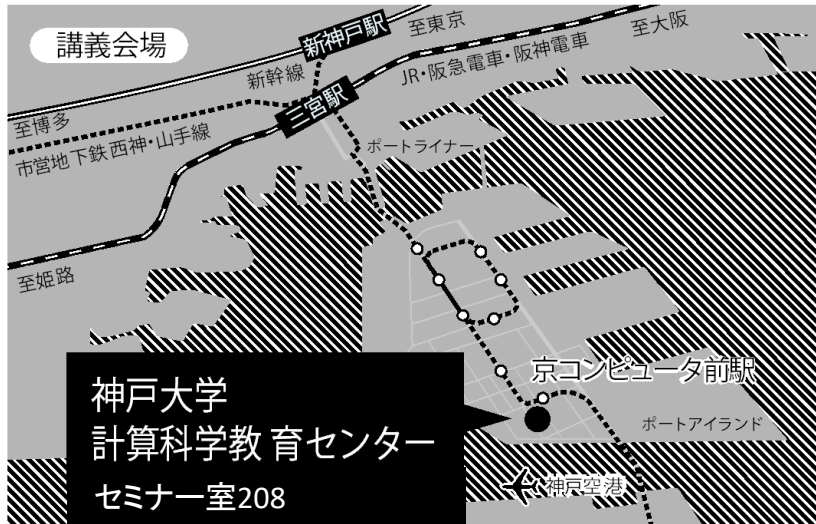 講義会場
新神戸駅
至東京
至大阪
新幹線
JR・阪急電車・阪神電車
三宮駅
至博多
市営地下鉄 西神・山手線
ポートライナー
至姫路
京コンピュータ前駅
神戸大学
計算科学教育センター
セミナー室208
ポートアイランド
神戸空港